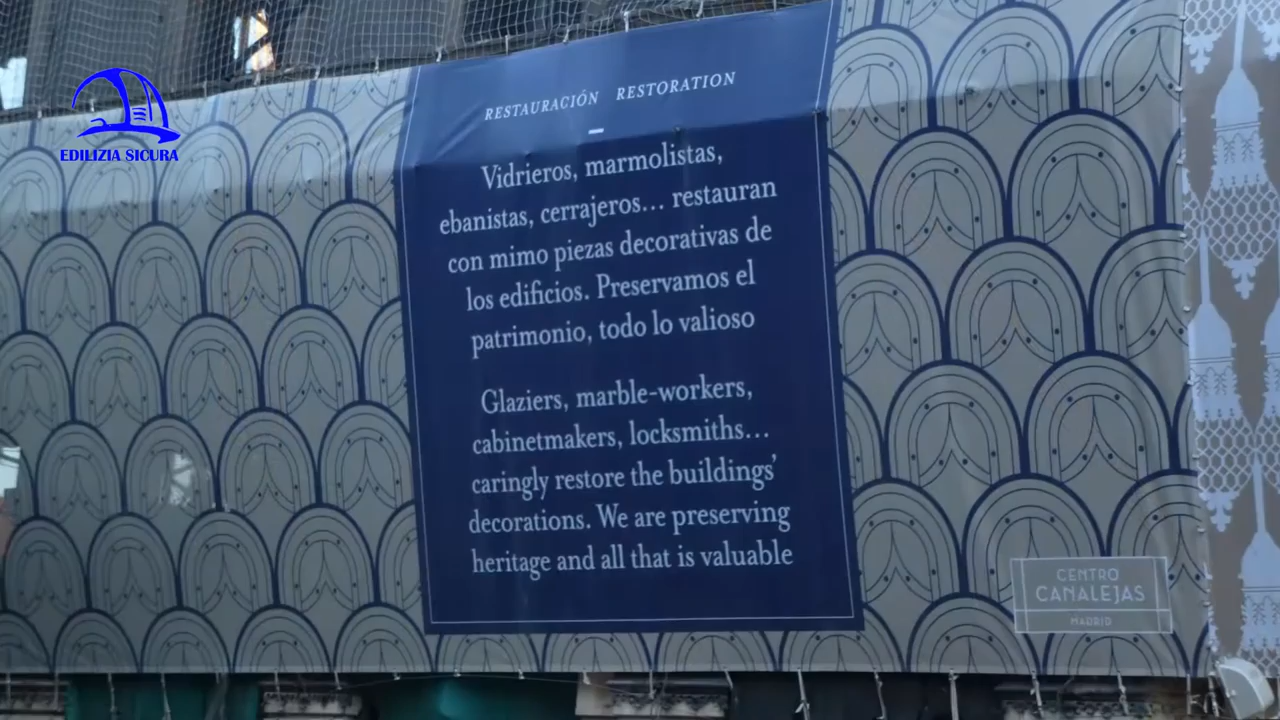 EDILIZIA SICURA
RESTAURACIÓN RESTORATION
Vidrieros, marmolistas,
ebanistas, cerrajeros... restauran
con mimo piezas decorativas de
los edificios. Preservamos el
patrimonio, todo lo valioso
Glaziers, marble-workers,
cabinetmakers, locksmiths...
caringly restore the buildings'
decorations. We are preserving
heritage and all that is valuable
CENTRO
CANALEJAS
MADRID